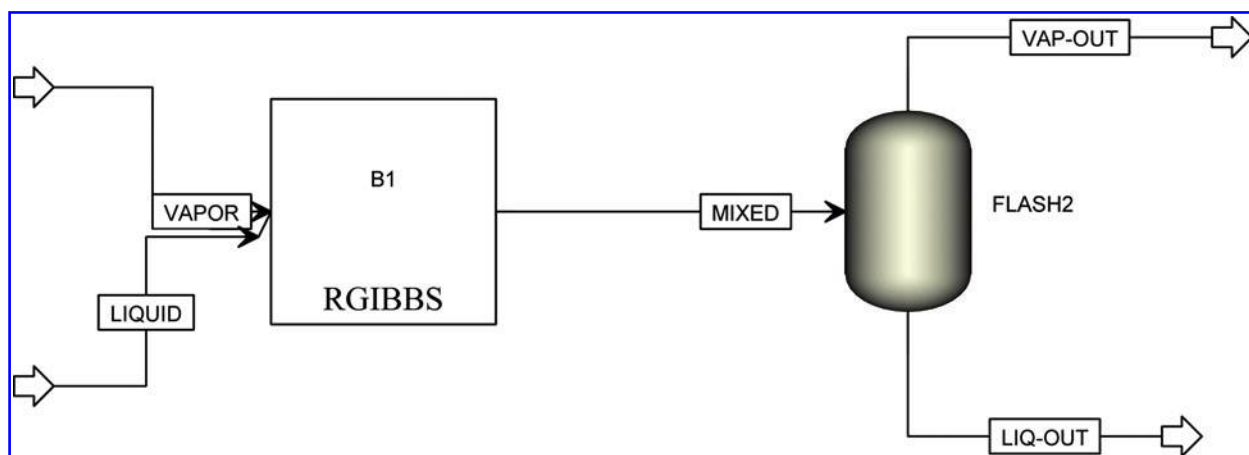 VAP-OUT
B1
VAPOR
MIXED
FLASH2
LIQUID
RGIBBS
LIQ-OUT